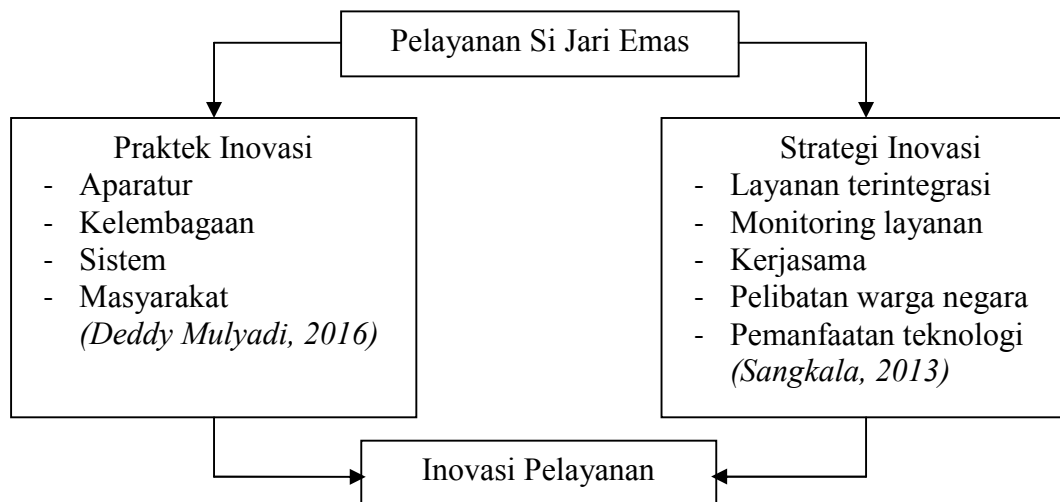 Pelayanan Si Jari Emas
Praktek Inovasi
- Aparatur
- Kelembagaan
- Sistem
- Masyarakat
(Deddy Mulyadi, 2016)
Strategi Inovasi
- Layanan terintegrasi
- Monitoring layanan
- Kerjasama
- Pelibatan warga negara
- Pemanfaatan teknologi
(Sangkala, 2013)
Inovasi Pelayanan